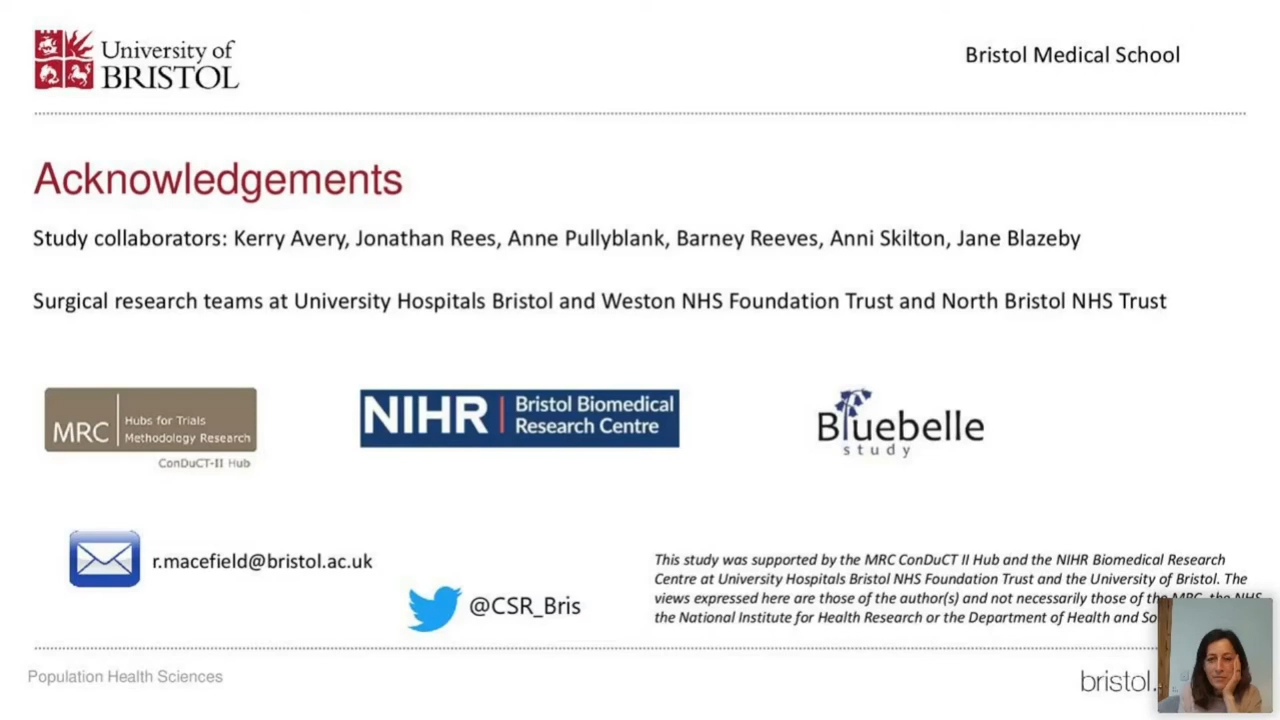 University of
BRISTOL
Bristol Medical School
Acknowledgements
Study collaborators: Kerry Avery, Jonathan Rees, Anne Pullyblank, Barney Reeves, Anni Skilton, Jane Blazeby
Surgical research teams at University Hospitals Bristol and Weston NHS Foundation Trust and North Bristol NHS Trust
MRC
Hubs for Trials
Methodology Research
ConDuCT-II Hub
NIHR
Bristol Biomedical
Research Centre
Bluebelle
study
r.macefield@bristol.ac.uk
@CSR_Bris
This study was supported by the MRC ConDuCT II Hub and the NIHR Biomedical Research
Centre at University Hospitals Bristol NHS Foundation Trust and the University of Bristol. The
views expressed here are those of the author(s) and not necessarily those of the MRC, the NHS,
the National Institute for Health Research or the Department of Health and So
Population Health Sciences
bristol.